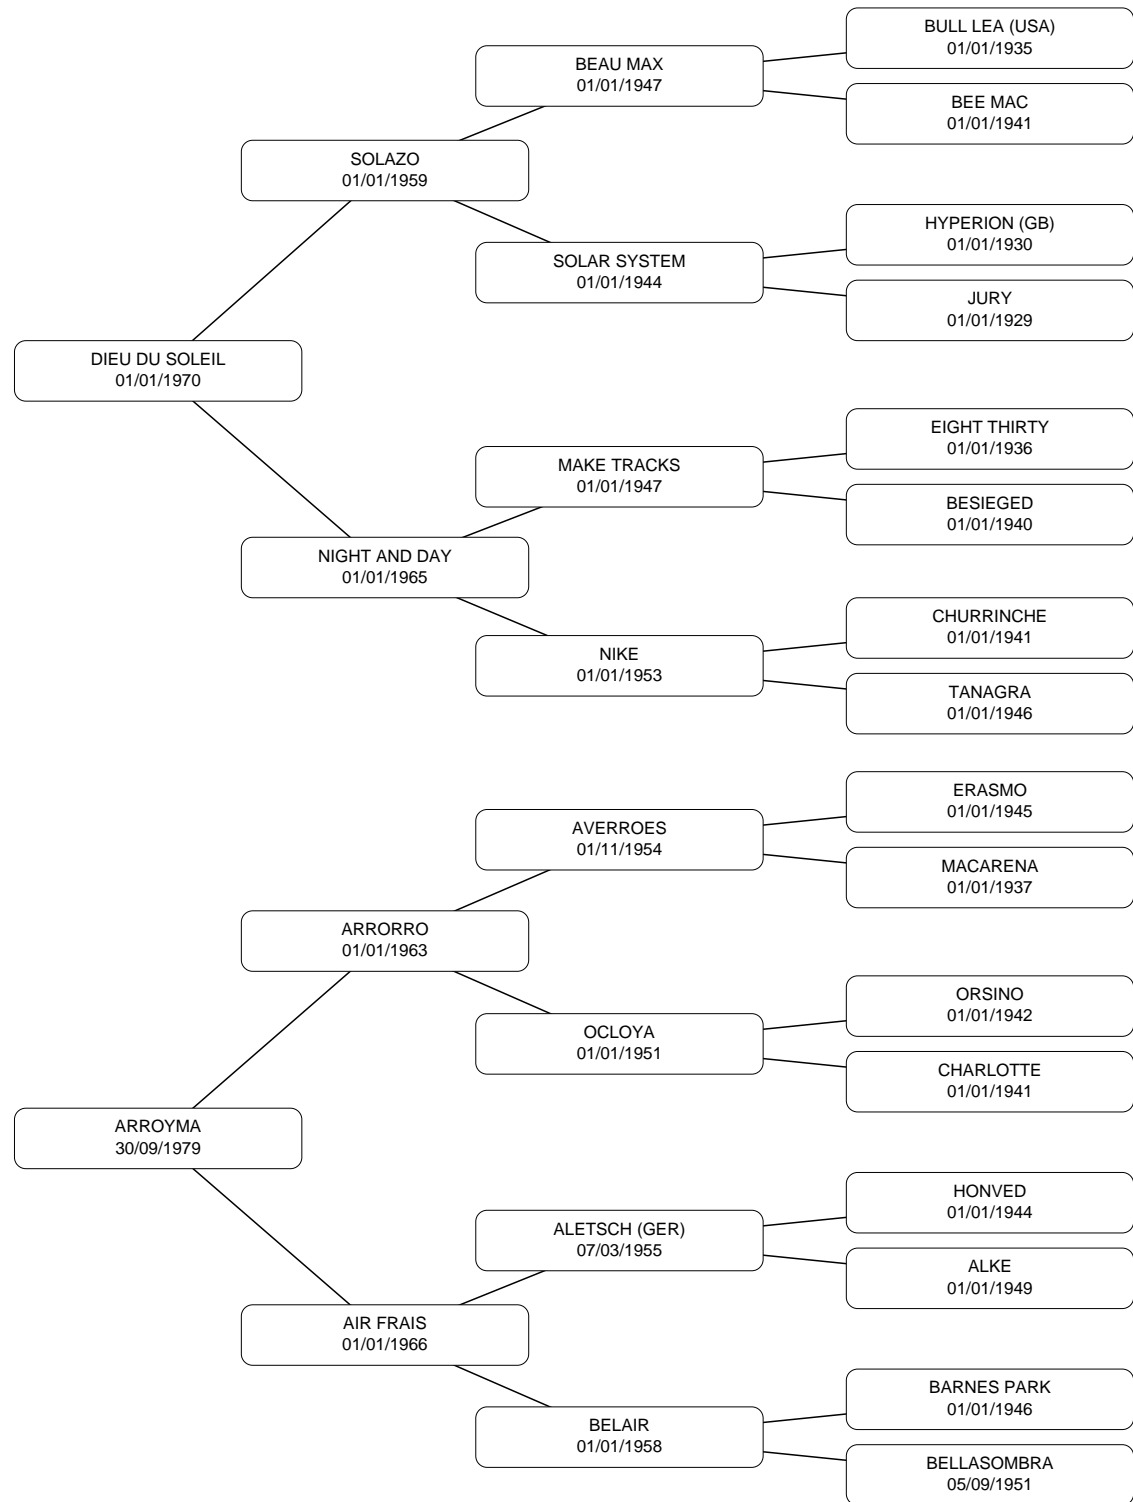 BULL LEA (USA)
01/01/1935
BEAU MAX
01/01/1947
BEE MAC
01/01/1941
SOLAZO
01/01/1959
HYPERION (GB)
01/01/1930
SOLAR SYSTEM
01/01/1944
JURY
01/01/1929
DIEU DU SOLEIL
01/01/1970
EIGHT THIRTY
01/01/1936
MAKE TRACKS
01/01/1947
BESIEGED
01/01/1940
NIGHT AND DAY
01/01/1965
CHURRINCHE
01/01/1941
NIKE
01/01/1953
TANAGRA
01/01/1946
ERASMO
01/01/1945
AVERROES
01/11/1954
MACARENA
01/01/1937
ARRORRO
01/01/1963
ORSINO
01/01/1942
OCLOYA
01/01/1951
CHARLOTTE
01/01/1941
ARROYMA
30/09/1979
HONVED
01/01/1944
ALETSCH (GER)
07/03/1955
ALKE
01/01/1949
AIR FRAIS
01/01/1966
BARNES PARK
01/01/1946
BELAIR
01/01/1958
BELLASOMBRA
05/09/1951